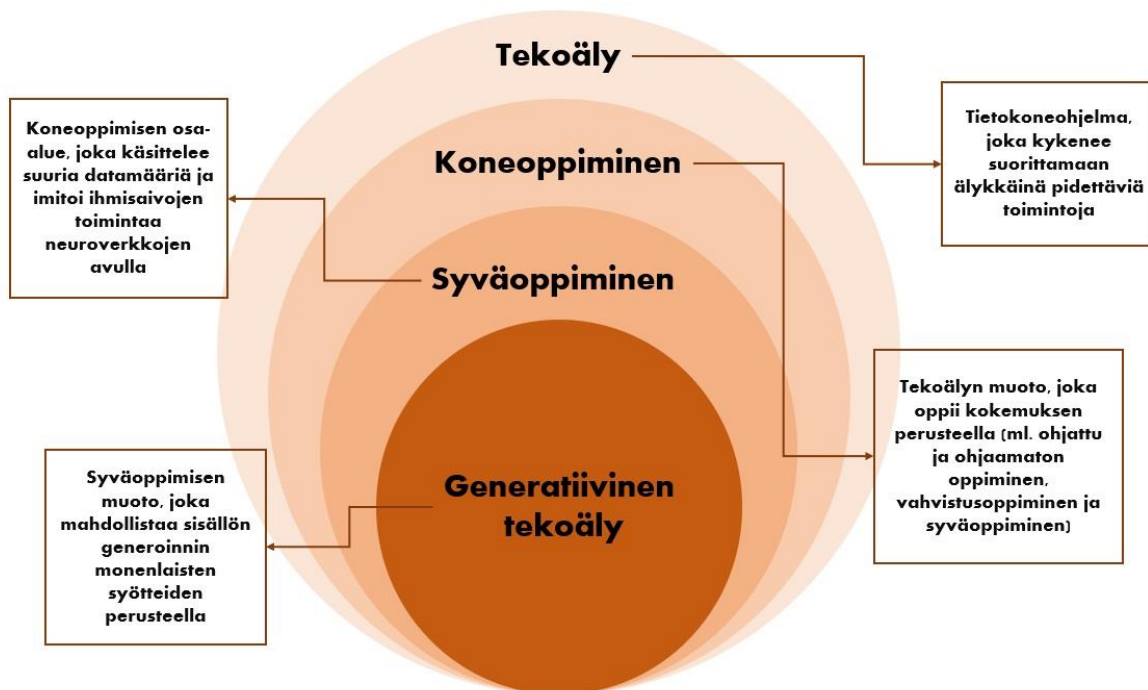 Tekoäly
Koneoppiminen
Syväoppiminen
Generatiivinen
tekoäly
Koneoppimisen osa-
alue, joka käsittelee
suuria datamääriä ja
imitoi ihmisaivojen
toimintaa
neuroverkkojen
avulla
Tietokoneohjelma,
joka kykenee
suorittamaan
älykkäinä pidettäviä
toimintoja
Syväoppimisen
muoto, joka
mahdollistaa sisällön
generoinnin
monenlaisten
syötteiden
perusteella
Tekoälyn muoto, joka
oppii kokemuksen
perusteella (ml. ohjattu
ja ohjaamaton
oppiminen,
vahvistusoppiminen ja
syväoppiminen)